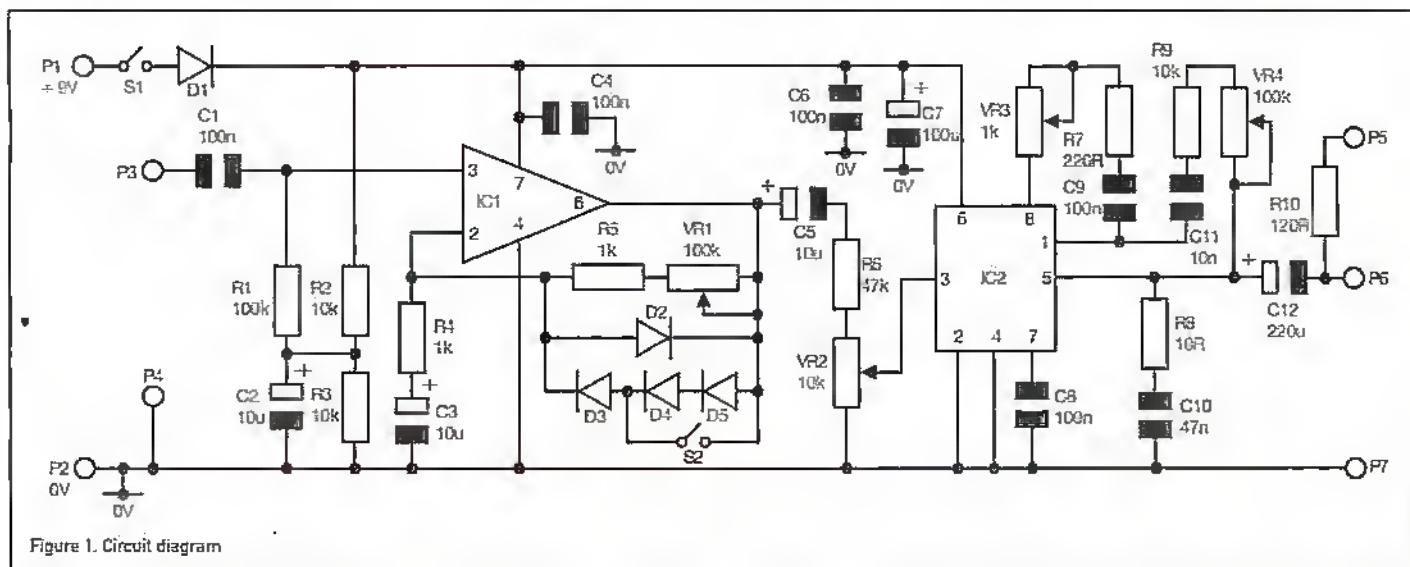 P1
+ 9V
S1
D1
C1
100n
P3
C4
100n
0V
3
7
IC1
6
2
4
R1
100k
R2
10k
R4
1k
R5
1k
VR1
100k
D2
D3
D4
D5
S2
P4
C2
10u
R3
10k
C3
10u
P2
0V
0V
+
+
+
C5
10u
R6
47k
VR2
10k
C6
100n
0V
+
C7
100u
0V
VR3
1k
R7
220R
C9
100n
R9
10k
VR4
100k
C11
10n
6
8
1
3
IC2
5
2
4
7
C8
100n
R8
10R
C10
47n
+
C12
220u
R10
120R
P5
P6
P7
Figure 1. Circuit diagram